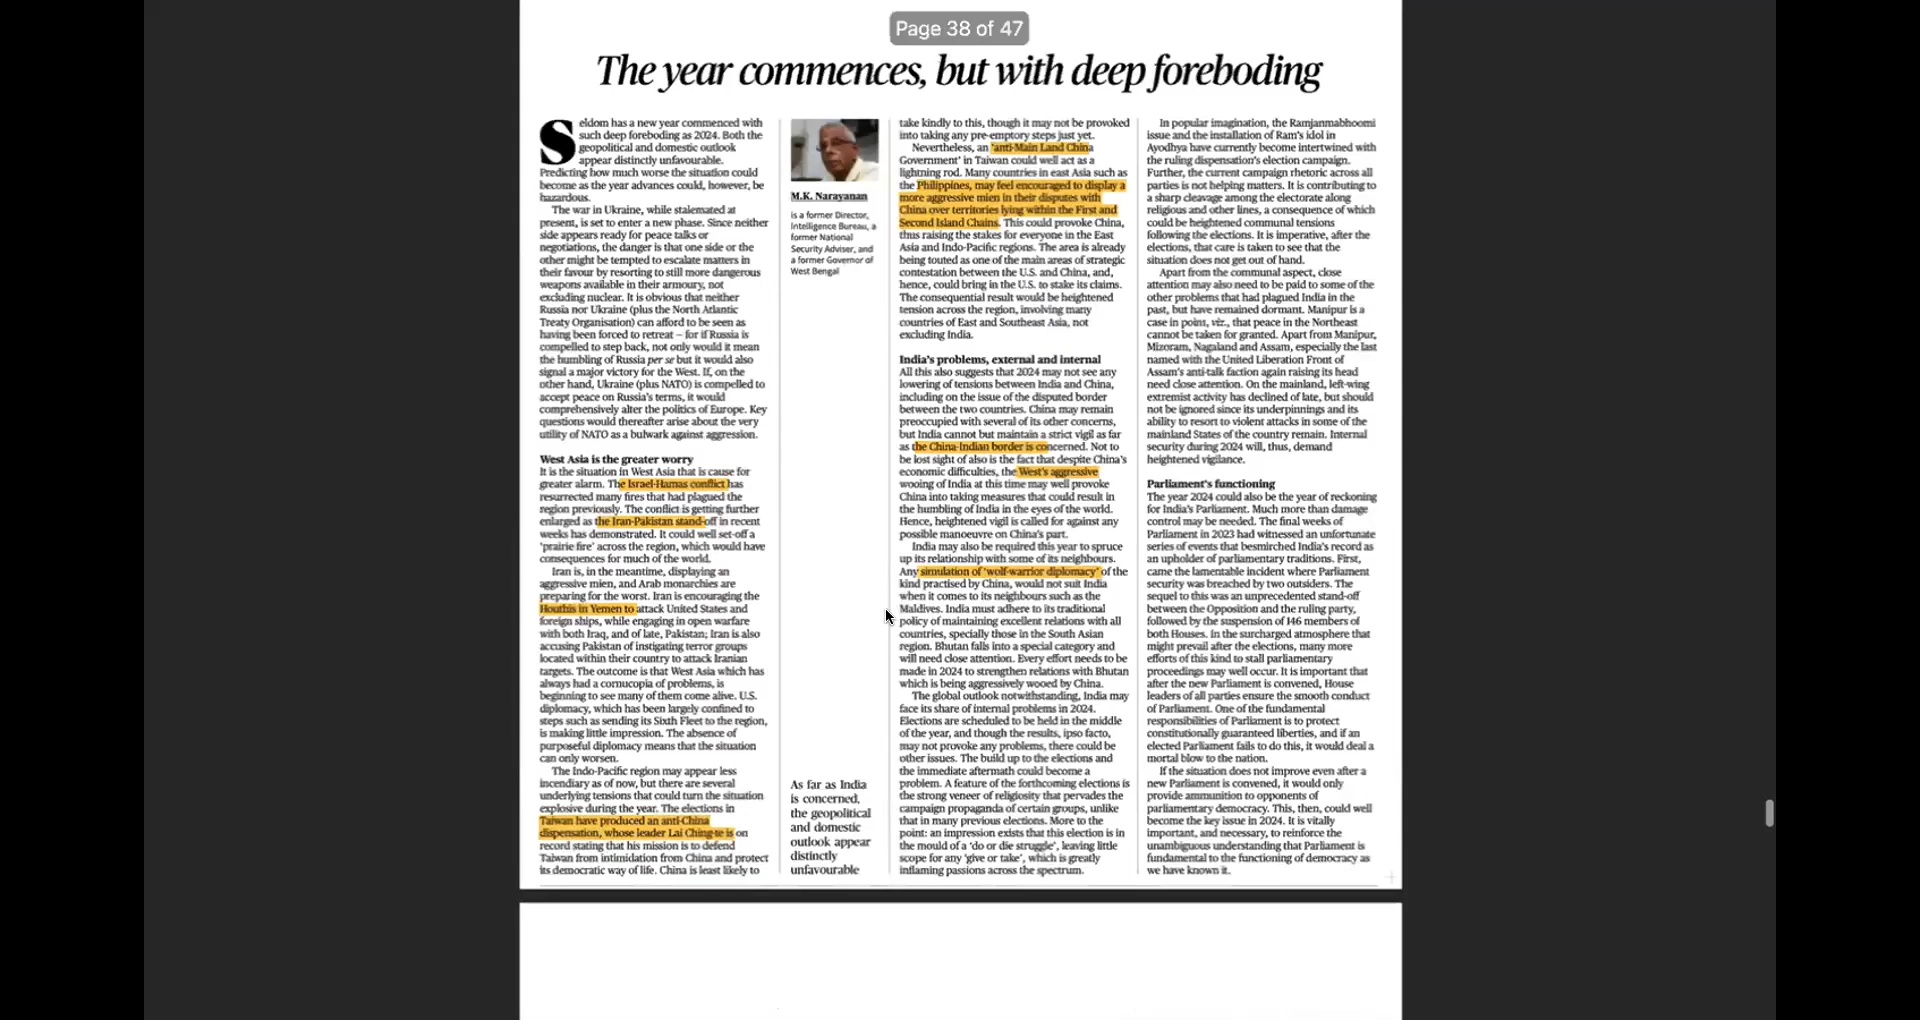 Page 38 of 47
The year commences, but with deep foreboding
Seldom has a new year commenced with
such deep foreboding as 2024. Both the
geopolitical and domestic outlook
appear distinctly unfavourable.
Predicting how much worse the situation could
become as the year advances could, however, be
hazardous.
The war in Ukraine, while stalemated at
present, is set to enter a new phase. Since neither
side appears ready for peace talks or
negotiations, the danger is that one side or the
other might be tempted to escalate matters in
their favour by resorting to still more dangerous
weapons available in their armoury, not
excluding nuclear. It is obvious that neither
Russia nor Ukraine (plus the North Atlantic
Treaty Organisation) can afford to be seen as
having been forced to retreat — for if Russia is
compelled to step back, not only would it mean
the humbling of Russia per se but it would also
signal a major victory for the West. If, on the
other hand, Ukraine (plus NATO) is compelled to
accept peace on Russia's terms, it would
comprehensively alter the politics of Europe. Key
questions would thereafter arise about the very
utility of NATO as a bulwark against aggression.
West Asia is the greater worry
It is the situation in West Asia that is cause for
greater alarm. The Israel-Hamas conflict has
resurrected many fires that had plagued the
region previously. The conflict is getting further
enlarged as the Iran-Pakistan stand-off in recent
weeks has demonstrated. It could well set-off a
'prairie fire' across the region, which would have
consequences for much of the world.
Iran is, in the meantime, displaying an
aggressive mien, and Arab monarchies are
preparing for the worst. Iran is encouraging the
Houthis in Yemen to attack United States and
foreign ships, while engaging in open warfare
with both Iraq, and of late, Pakistan; Iran is also
accusing Pakistan of instigating terror groups
located within their country to attack Iranian
targets. The outcome is that West Asia which has
always had a cornucopia of problems, is
beginning to see many of them come alive. U.S.
diplomacy, which has been largely confined to
steps such as sending its Sixth Fleet to the region,
is making little impression. The absence of
purposeful diplomacy means that the situation
can only worsen.
The Indo-Pacific region may appear less
incendiary as of now, but there are several
underlying tensions that could turn the situation
explosive during the year. The elections in
Taiwan have produced an anti-China
dispensation, whose leader Lai Ching-te is on
record stating that his mission is to defend
Taiwan from intimidation from China and protect
its democratic way of life. China is least likely to
M.K. Narayanan
is a former Director,
Intelligence Bureau, a
former National
Security Adviser, and
a former Governor of
West Bengal
As far as India
is concerned,
the geopolitical
and domestic
outlook appear
distinctly
unfavourable
take kindly to this, though it may not be provoked
into taking any pre-emptory steps just yet.
Nevertheless, an 'anti-Main Land China
Government' in Taiwan could well act as a
lightning rod. Many countries in east Asia such as
the Philippines, may feel encouraged to display a
more aggressive mien in their disputes with
China over territories lying within the First and
Second Island Chains. This could provoke China,
thus raising the stakes for everyone in the East
Asia and Indo-Pacific regions. The area is already
being touted as one of the main areas of strategic
contestation between the U.S. and China, and,
hence, could bring in the U.S. to stake its claims.
The consequential result would be heightened
tension across the region, involving many
countries of East and Southeast Asia, not
excluding India.
India's problems, external and internal
All this also suggests that 2024 may not see any
lowering of tensions between India and China,
including on the issue of the disputed border
between the two countries. China may remain
preoccupied with several of its other concerns,
but India cannot but maintain a strict vigil as far
as the China-Indian border is concerned. Not to
be lost sight of also is the fact that despite China's
economic difficulties, the West's aggressive
wooing of India at this time may well provoke
China into taking measures that could result in
the humbling of India in the eyes of the world.
Hence, heightened vigil is called for against any
possible manoeuvre on China's part.
India may also be required this year to spruce
up its relationship with some of its neighbours.
Any simulation of 'wolf-warrior diplomacy' of the
kind practised by China, would not suit India
when it comes to its neighbours such as the
Maldives. India must adhere to its traditional
policy of maintaining excellent relations with all
countries, specially those in the South Asian
region. Bhutan falls into a special category and
will need close attention. Every effort needs to be
made in 2024 to strengthen relations with Bhutan
which is being aggressively wooed by China.
The global outlook notwithstanding, India may
face its share of internal problems in 2024.
Elections are scheduled to be held in the middle
of the year, and though the results, ipso facto,
may not provoke any problems, there could be
other issues. The build up to the elections and
the immediate aftermath could become a
problem. A feature of the forthcoming elections is
the strong veneer of religiosity that pervades the
campaign propaganda of certain groups, unlike
that in many previous elections. More to the
point: an impression exists that this election is in
the mould of a 'do or die struggle', leaving little
scope for any 'give or take', which is greatly
inflaming passions across the spectrum.
In popular imagination, the Ramjanmabhoomi
issue and the installation of Ram's idol in
Ayodhya have currently become intertwined with
the ruling dispensation's election campaign.
Further, the current campaign rhetoric across all
parties is not helping matters. It is contributing to
a sharp cleavage among the electorate along
religious and other lines, a consequence of which
could be heightened communal tensions
following the elections. It is imperative, after the
elections, that care is taken to see that the
situation does not get out of hand.
Apart from the communal aspect, close
attention may also need to be paid to some of the
other problems that had plagued India in the
past, but have remained dormant. Manipur is a
case in point, viz., that peace in the Northeast
cannot be taken for granted. Apart from Manipur,
Mizoram, Nagaland and Assam, especially the last
named with the United Liberation Front of
Assam's anti-talk faction again raising its head
need close attention. On the mainland, left-wing
extremist activity has declined of late, but should
not be ignored since its underpinnings and its
ability to resort to violent attacks in some of the
mainland States of the country remain. Internal
security during 2024 will, thus, demand
heightened vigilance.
Parliament's functioning
The year 2024 could also be the year of reckoning
for India's Parliament. Much more than damage
control may be needed. The final weeks of
Parliament in 2023 had witnessed an unfortunate
series of events that besmirched India's record as
an upholder of parliamentary traditions. First,
came the lamentable incident where Parliament
security was breached by two outsiders. The
sequel to this was an unprecedented stand-off
between the Opposition and the ruling party,
followed by the suspension of 146 members of
both Houses. In the surcharged atmosphere that
might prevail after the elections, many more
efforts of this kind to stall parliamentary
proceedings may well occur. It is important that
after the new Parliament is convened, House
leaders of all parties ensure the smooth conduct
of Parliament. One of the fundamental
responsibilities of Parliament is to protect
constitutionally guaranteed liberties, and if an
elected Parliament fails to do this, it would deal a
mortal blow to the nation.
If the situation does not improve even after a
new Parliament is convened, it would only
provide ammunition to opponents of
parliamentary democracy. This, then, could well
become the key issue in 2024. It is vitally
important, and necessary, to reinforce the
unambiguous understanding that Parliament is
fundamental to the functioning of democracy as
we have known it.